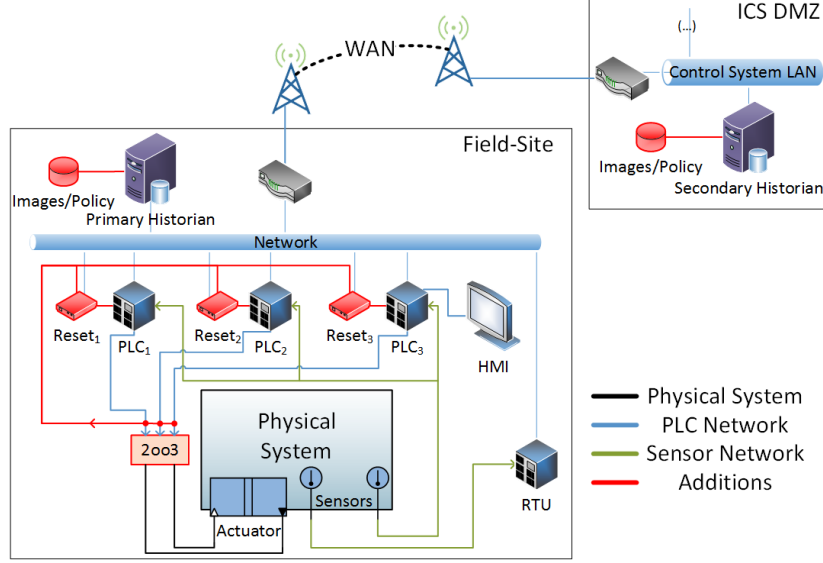 ICS DMZ
(...)
WAN
Control System LAN
Images/Policy
Secondary Historian
Field-Site
Images/Policy
Primary Historian
Network
Reset₁
PLC₁
Reset₂
PLC₂
Reset₃
PLC₃
HMI
2oo3
Physical
System
Sensors
Actuator
RTU
Physical System
PLC Network
Sensor Network
Additions